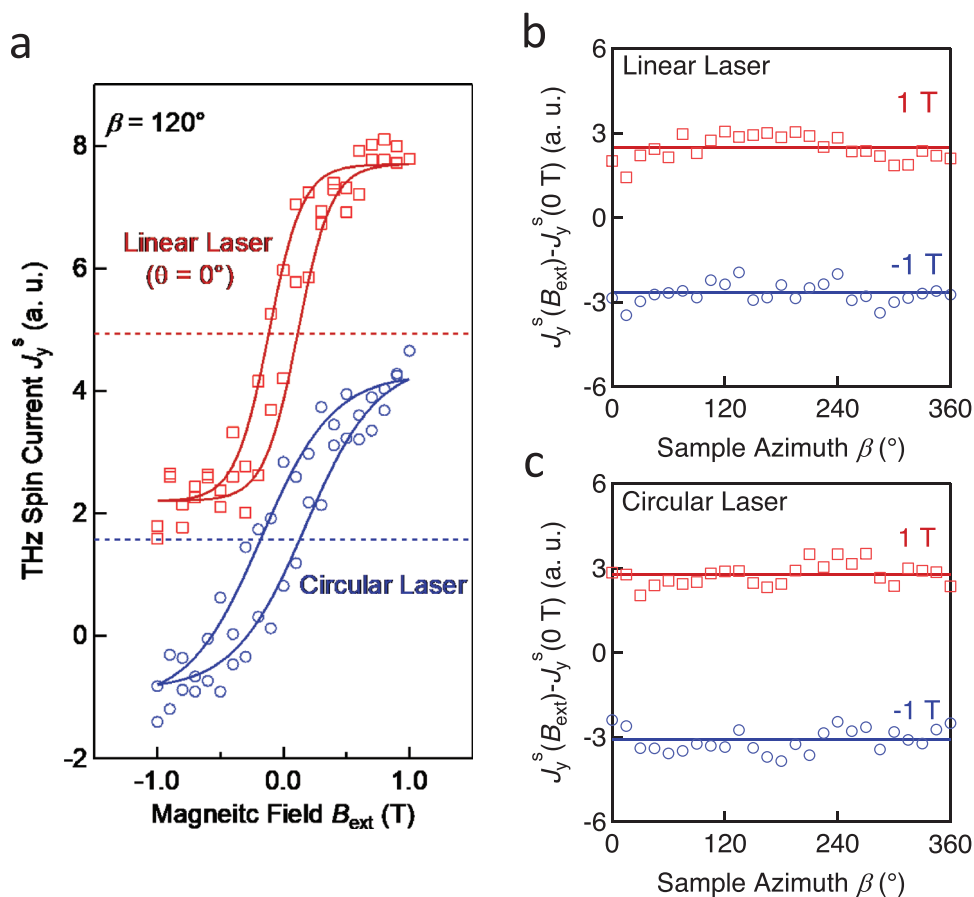 a
β = 120°
Linear Laser
(θ = 0°)
Circular Laser
THz Spin Current J_y^s (a. u.)
8
6
4
2
0
-2
-1.0
0.0
1.0
Magneitc Field B_ext (T)
b
Linear Laser
1 T
-1 T
J_y^s(B_ext)-J_y^s(0 T) (a. u.)
6
3
0
-3
-6
0
120
240
360
Sample Azimuth β (°)
c
Circular Laser
1 T
-1 T
J_y^s(B_ext)-J_y^s(0 T) (a. u.)
6
3
0
-3
-6
0
120
240
360
Sample Azimuth β (°)